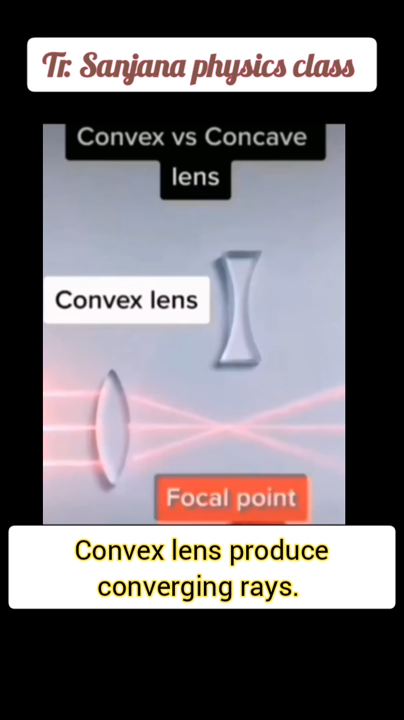 Tr: Sanjana physics class
Convex vs Concave
lens
Convex lens
Focal point
Convex lens produce
converging rays.